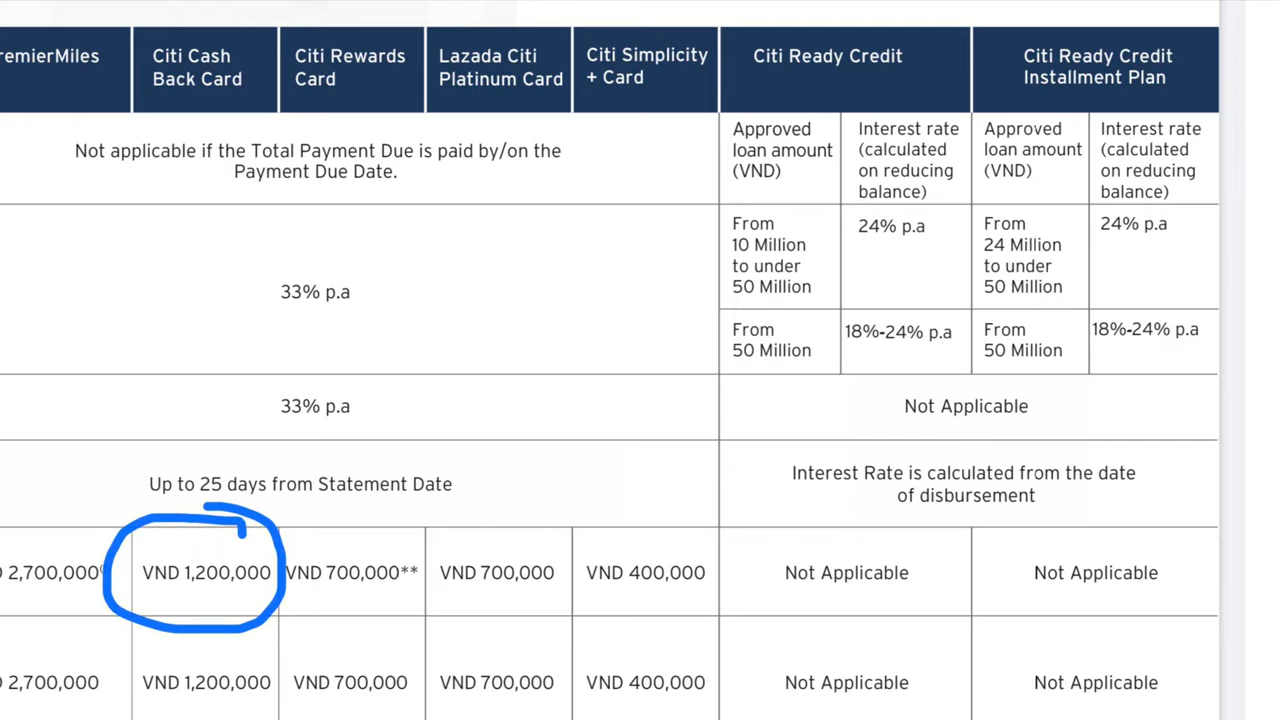 remierMiles
Citi Cash
Back Card
Citi Rewards
Card
Lazada Citi
Platinum Card
Citi Simplicity
+ Card
Citi Ready Credit
Citi Ready Credit
Installment Plan
Not applicable if the Total Payment Due is paid by/on the
Payment Due Date.
Approved
loan amount
(VND)
Interest rate
(calculated
on reducing
balance)
Approved
loan amount
(VND)
Interest rate
(calculated
on reducing
balance)
33% p.a
From
10 Million
to under
50 Million
24% p.a
From
24 Million
to under
50 Million
24% p.a
From
50 Million
18%-24% p.a
From
50 Million
18%-24% p.a
33% p.a
Not Applicable
Up to 25 days from Statement Date
Interest Rate is calculated from the date
of disbursement
2,700,000
VND 1,200,000
VND 700,000**
VND 700,000
VND 400,000
Not Applicable
Not Applicable
2,700,000
VND 1,200,000
VND 700,000
VND 700,000
VND 400,000
Not Applicable
Not Applicable